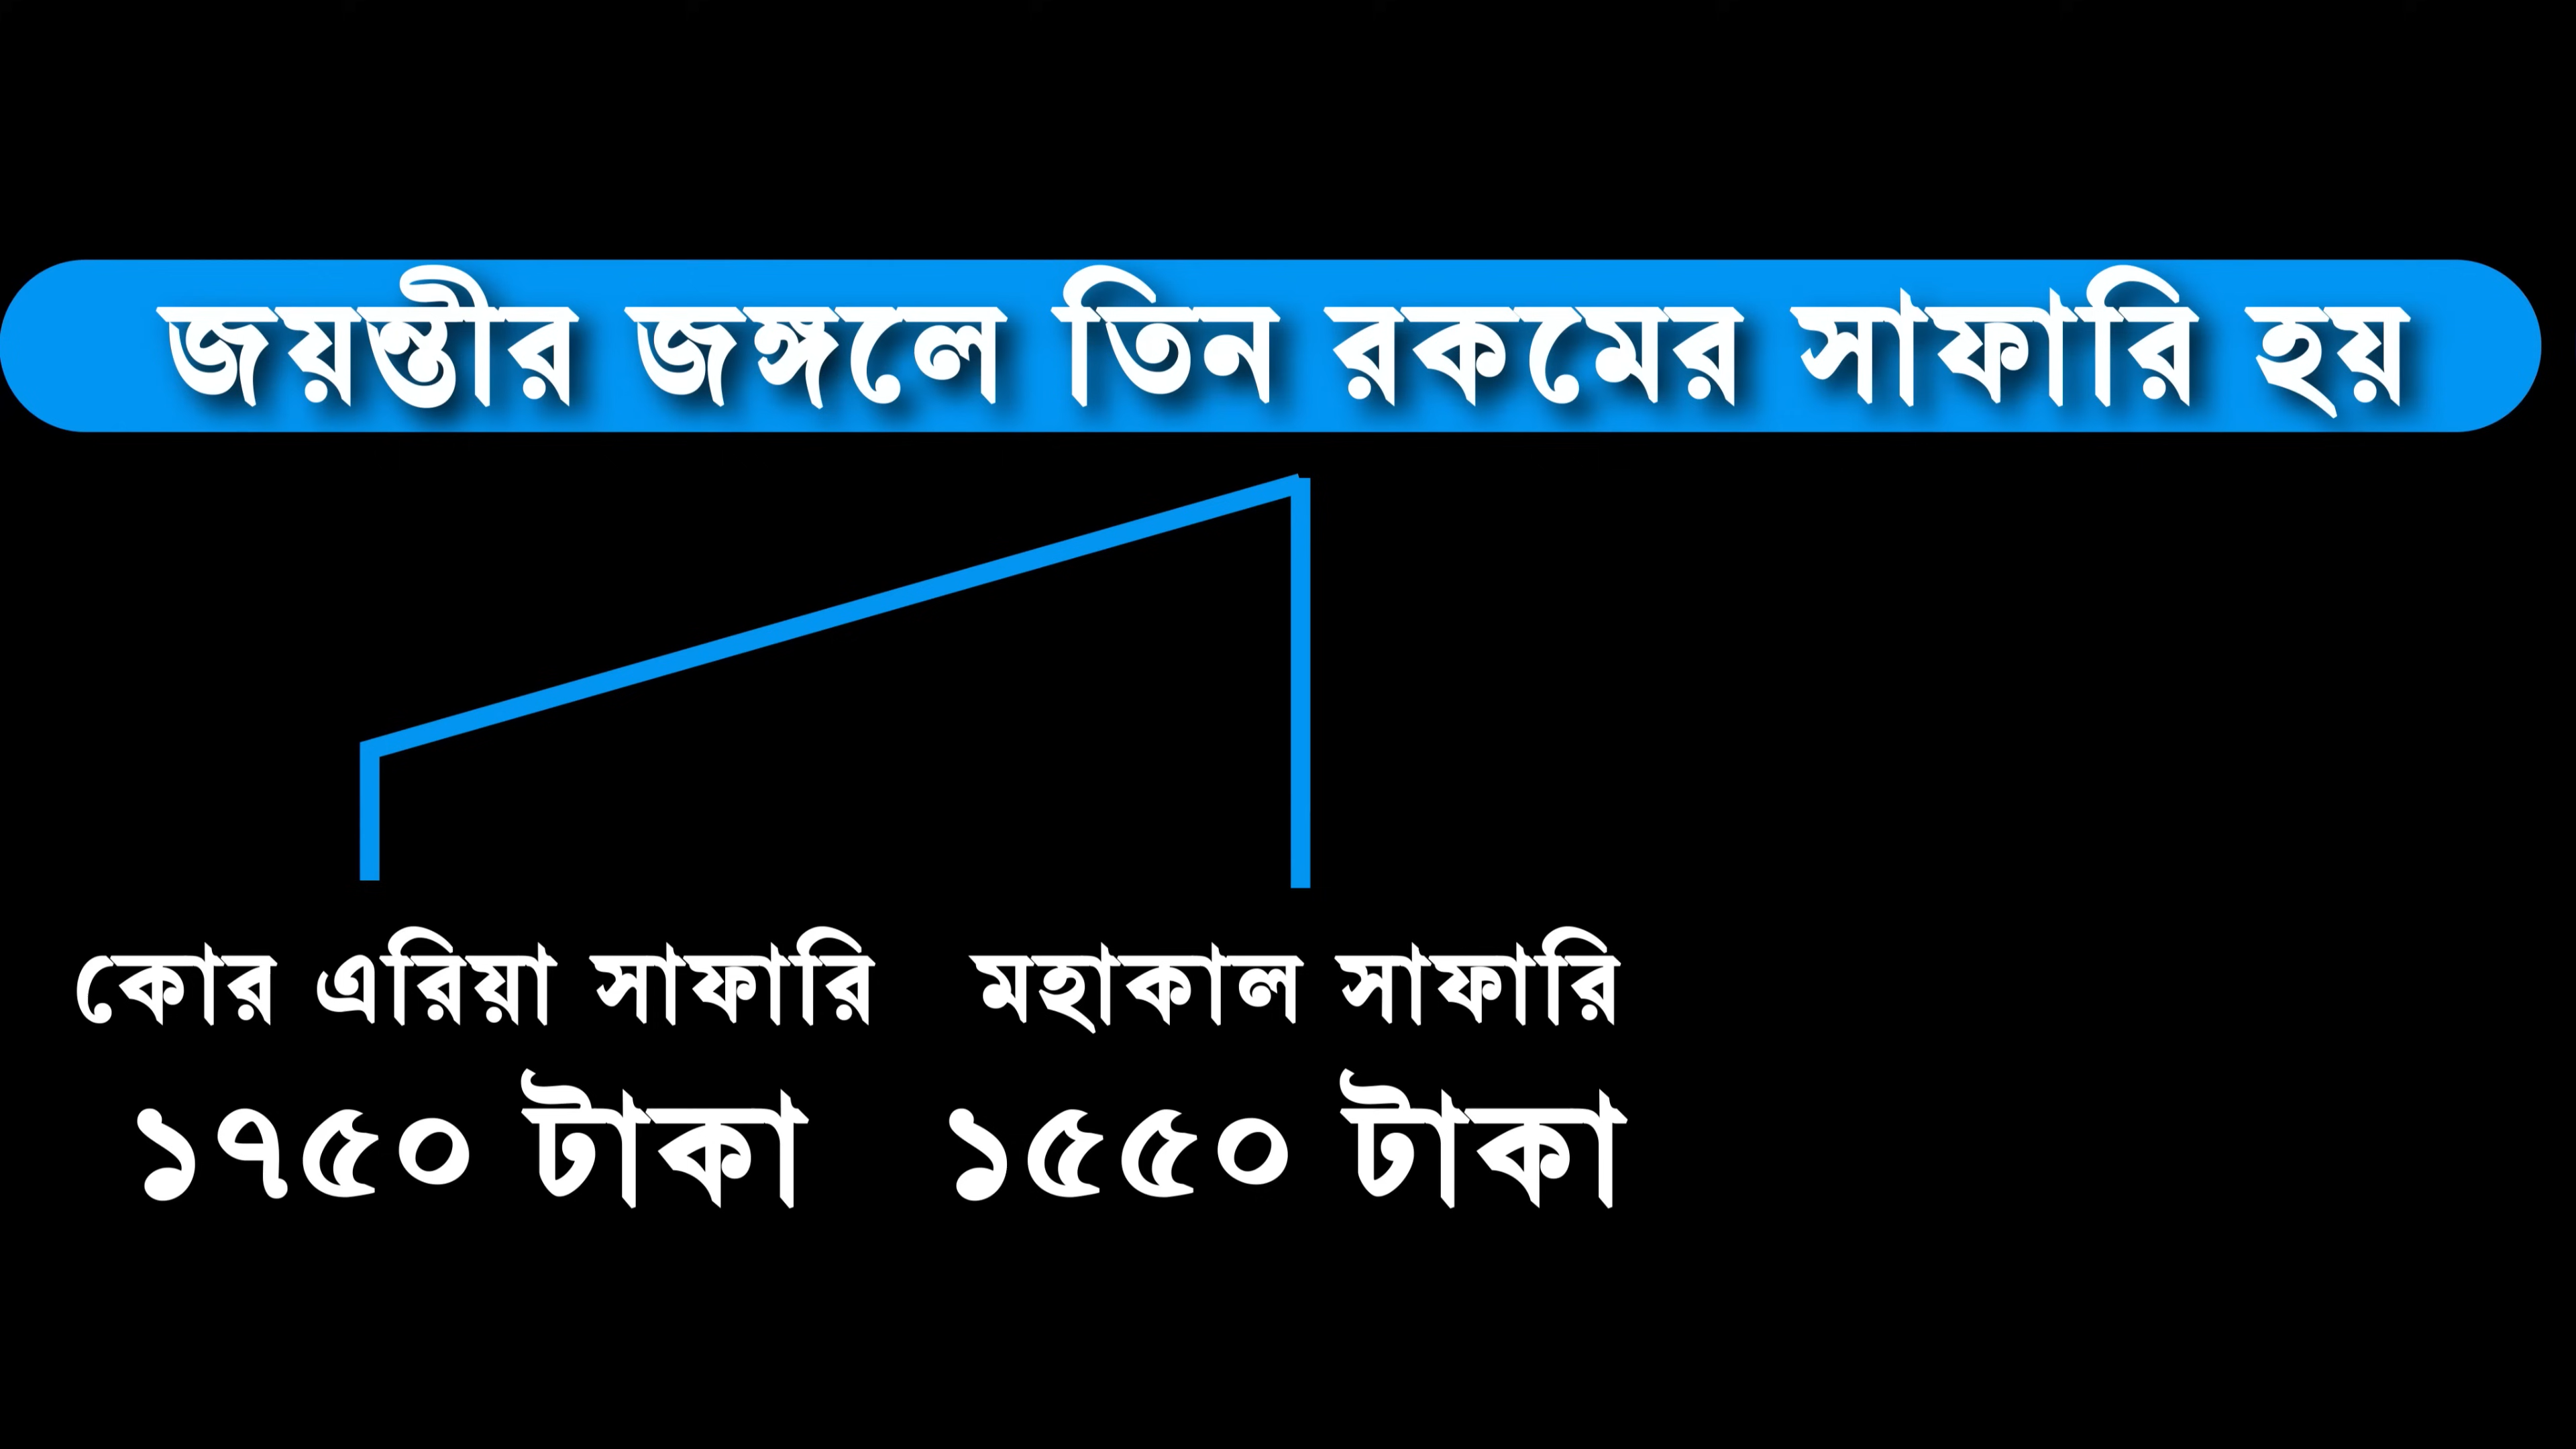 জয়ন্তীর জঙ্গলে তিন রকমের সাফারি হয়
কোর এরিয়া সাফারি
১৭৫০ টাকা
মহাকাল সাফারি
১৫৫০ টাকা